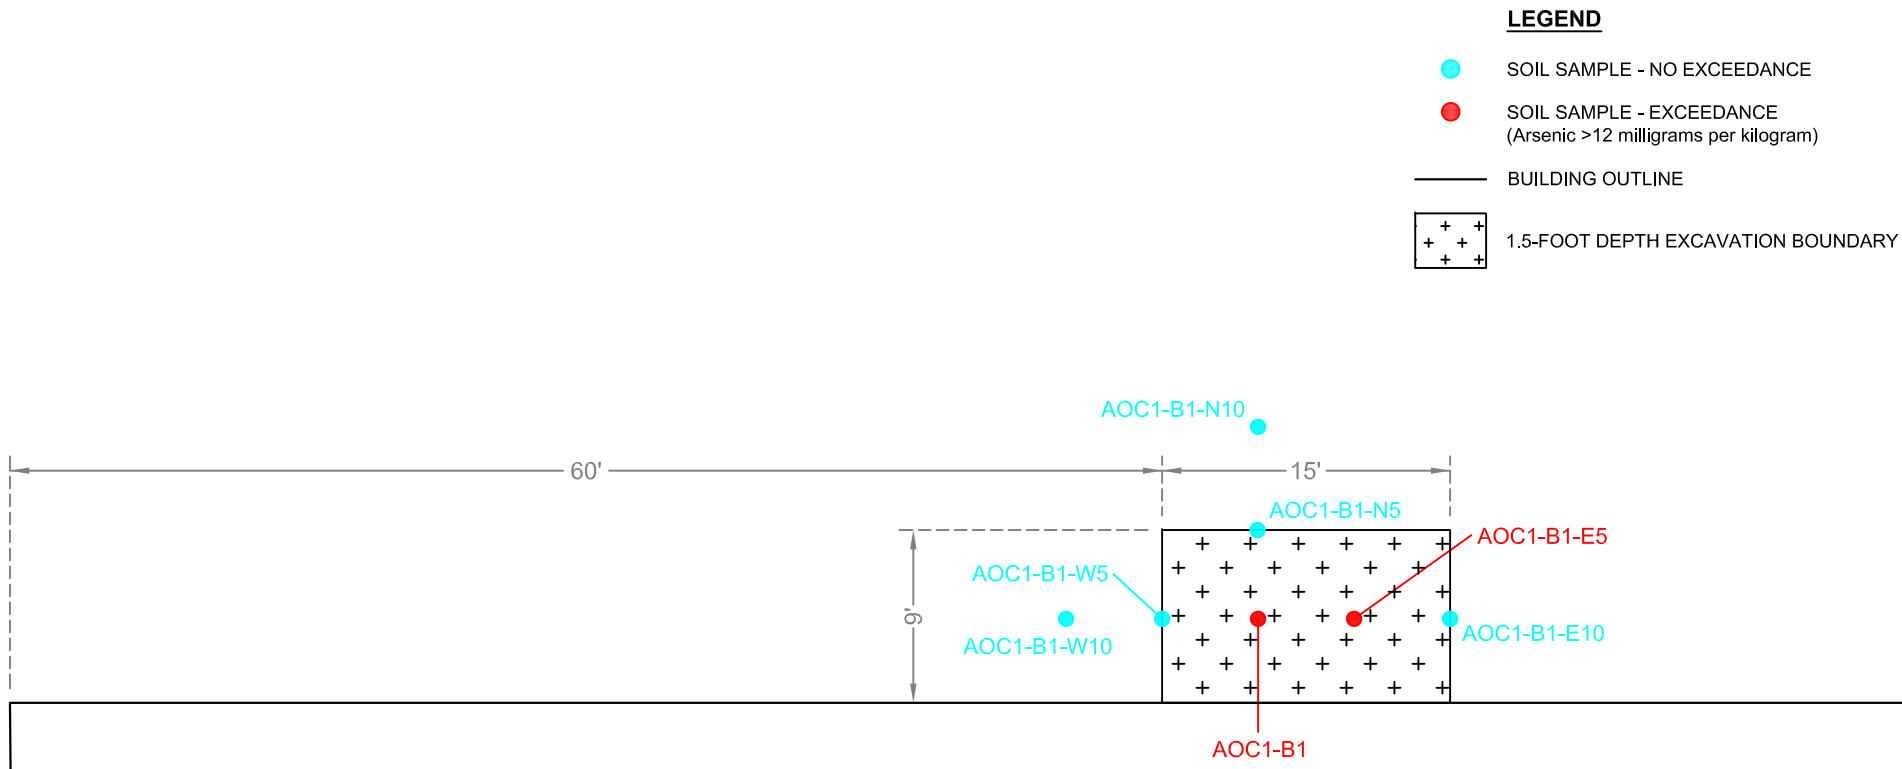 LEGEND
SOIL SAMPLE - NO EXCEEDANCE
SOIL SAMPLE - EXCEEDANCE
(Arsenic >12 milligrams per kilogram)
BUILDING OUTLINE
1.5-FOOT DEPTH EXCAVATION BOUNDARY
AOC1-B1-N10
60'
15'
AOC1-B1-N5
AOC1-B1-E5
AOC1-B1-W5
9'
AOC1-B1-E10
AOC1-B1-W10
AOC1-B1